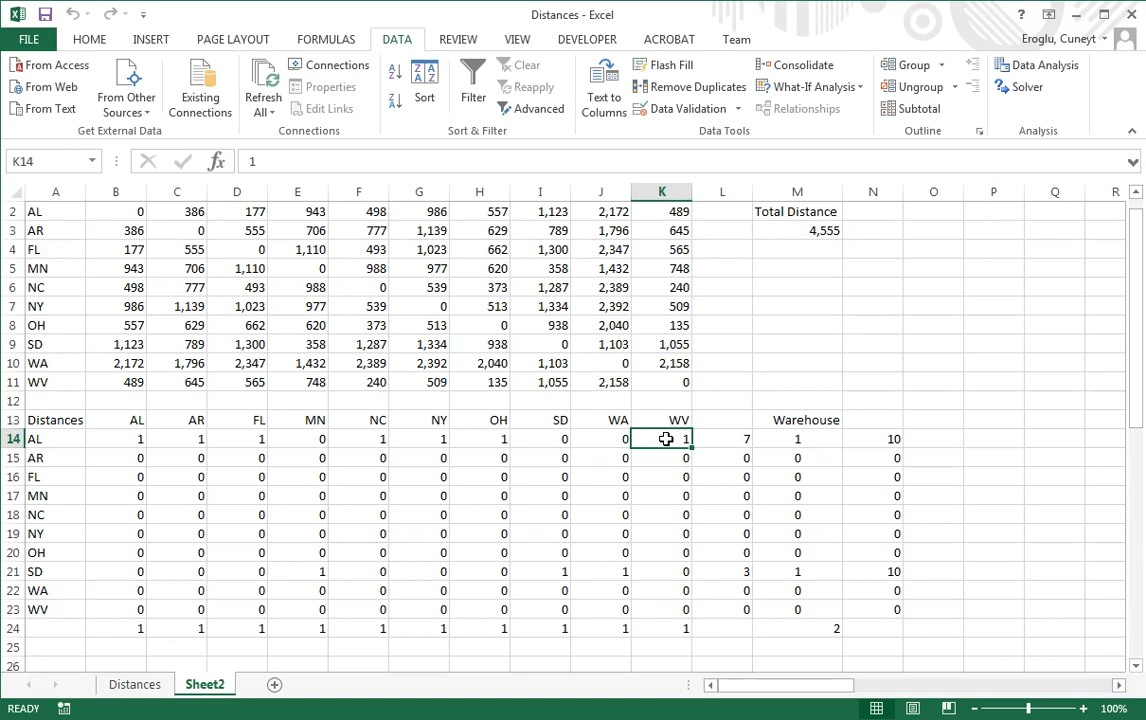 Distances - Excel
FILE HOME INSERT PAGE LAYOUT FORMULAS DATA REVIEW VIEW DEVELOPER ACROBAT Team Eroglu, Cuneyt
From Access
From Web
From Text
From Other Sources
Existing Connections
Get External Data
Refresh All
Connections
Properties
Edit Links
Connections
Sort
Filter
Clear
Reapply
Advanced
Sort & Filter
Text to Columns
Flash Fill
Remove Duplicates
Data Validation
Consolidate
What-If Analysis
Relationships
Data Tools
Group
Ungroup
Subtotal
Outline
Data Analysis
Solver
Analysis
K14 fx 1
A B C D E F G H I J K L M N O P Q R
2 AL 0 386 177 943 498 986 557 1,123 2,172 489 Total Distance
3 AR 386 0 555 706 777 1,139 629 789 1,796 645 4,555
4 FL 177 555 0 1,110 493 1,023 662 1,300 2,347 565
5 MN 943 706 1,110 0 988 977 620 358 1,432 748
6 NC 498 777 493 988 0 539 373 1,287 2,389 240
7 NY 986 1,139 1,023 977 539 0 513 1,334 2,392 509
8 OH 557 629 662 620 373 513 0 938 2,040 135
9 SD 1,123 789 1,300 358 1,287 1,334 938 0 1,103 1,055
10 WA 2,172 1,796 2,347 1,432 2,389 2,392 2,040 1,103 0 2,158
11 WV 489 645 565 748 240 509 135 1,055 2,158 0
12
13 Distances AL AR FL MN NC NY OH SD WA WV Warehouse
14 AL 1 1 1 0 1 1 1 0 0 1 7 1 10
15 AR 0 0 0 0 0 0 0 0 0 0 0 0 0
16 FL 0 0 0 0 0 0 0 0 0 0 0 0 0
17 MN 0 0 0 0 0 0 0 0 0 0 0 0 0
18 NC 0 0 0 0 0 0 0 0 0 0 0 0 0
19 NY 0 0 0 0 0 0 0 0 0 0 0 0 0
20 OH 0 0 0 0 0 0 0 0 0 0 0 0 0
21 SD 0 0 0 1 0 0 0 1 1 0 3 1 10
22 WA 0 0 0 0 0 0 0 0 0 0 0 0 0
23 WV 0 0 0 0 0 0 0 0 0 0 0 0 0
24 1 1 1 1 1 1 1 1 1 1 2
25
26
Distances Sheet2
READY 100%